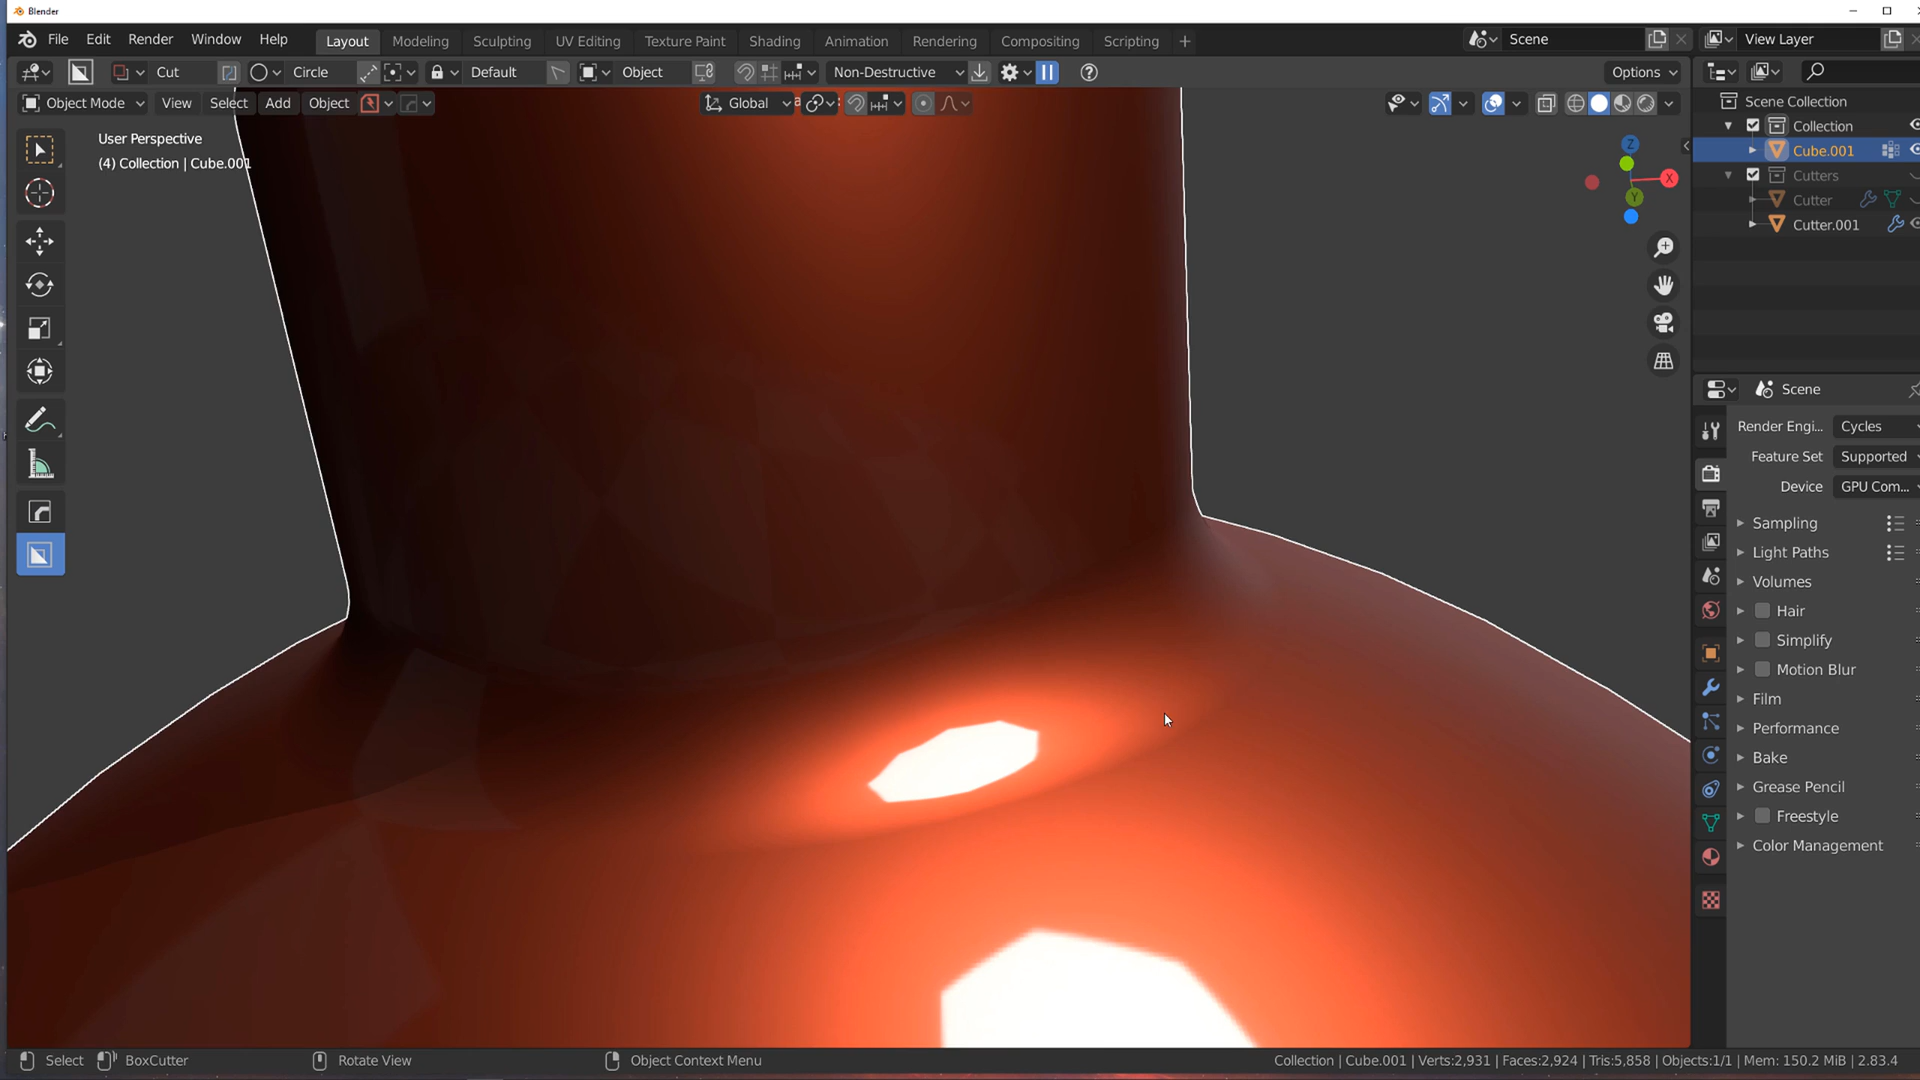 Blender
File Edit Render Window Help Layout Modeling Sculpting UV Editing Texture Paint Shading Animation Rendering Compositing Scripting + Scene View Layer
Cut Circle Default Object Non-Destructive Options
Object Mode View Select Add Object Global
User Perspective
(4) Collection | Cube.001
Z
X
Y
Scene Collection
Collection
Cube.001
Cutters
Cutter
Cutter.001
Scene
Render Engi... Cycles
Feature Set Supported
Device GPU Com...
Sampling
Light Paths
Volumes
Hair
Simplify
Motion Blur
Film
Performance
Bake
Grease Pencil
Freestyle
Color Management
Select BoxCutter Rotate View Object Context Menu Collection | Cube.001 | Verts:2,931 | Faces:2,924 | Tris:5,858 | Objects:1/1 | Mem: 150.2 MiB | 2.83.4